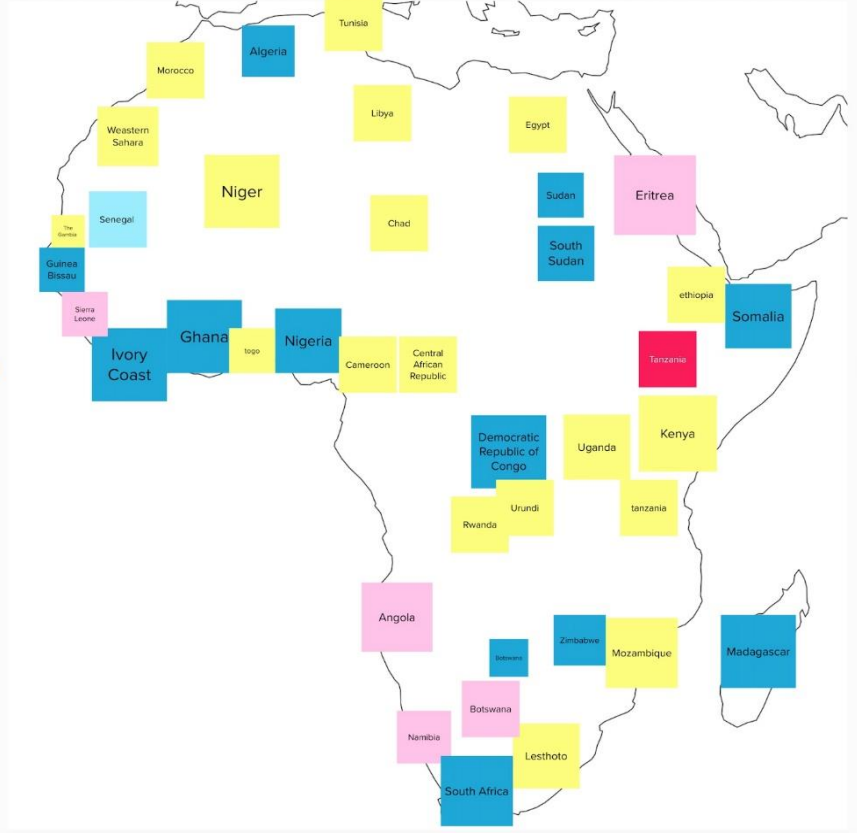 Tunisia
Algeria
Morocco
Libya
Egypt
Weastern
Sahara
Niger
Sudan
Eritrea
Senegal
Chad
The
Gambia
South
Sudan
Guinea
Bissau
ethiopia
Sierra
Leone
Somalia
Ghana
Nigeria
togo
Ivory
Coast
Cameroon
Central
African
Republic
Tanzania
Kenya
Democratic
Republic of
Congo
Uganda
Urundi
tanzania
Rwanda
Angola
Zimbabwe
Mozambique
Madagascar
Botswana
Botswana
Namibia
Lesthoto
South Africa